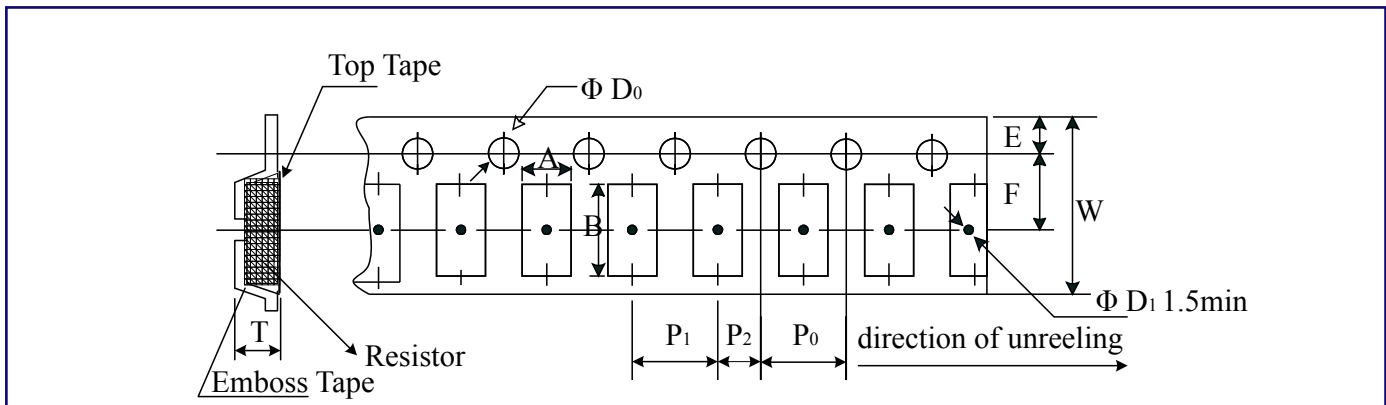 Top Tape
Φ D₀
A
B
E
F
W
Φ D₁ 1.5min
T
P₁
P₂
P₀
direction of unreeling
Resistor
Emboss Tape